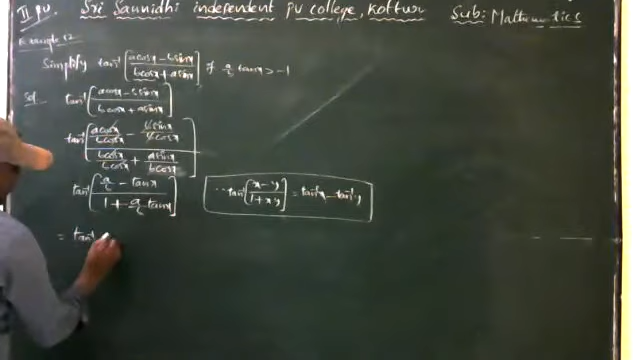 II PU. Sri Sannidhi independent PU college, Kottur Sub: Mathematics
Example 12
Simplify tan⁻¹[(acosx - bsinx)/(bcosx + asinx)] if a/b tanx > -1
Sol. tan⁻¹[(acosx - bsinx)/(bcosx + asinx)]
tan⁻¹[(acosx/bcosx - bsinx/bcosx)/(bcosx/bcosx + asinx/bcosx)]
tan⁻¹[(a/b - tanx)/(1 + a/b tanx)] ∵ tan⁻¹[(x-y)/(1+xy)] = tan⁻¹x - tan⁻¹y
= tan⁻¹